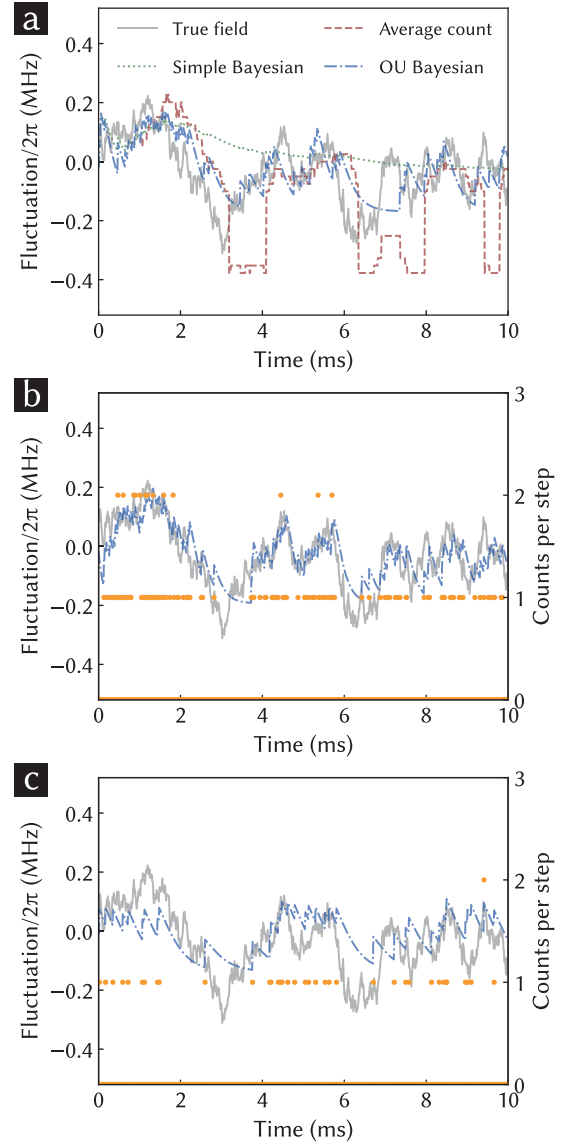 a
True field
Average count
Simple Bayesian
OU Bayesian
Fluctuation/2π (MHz)
0.4
0.2
0.0
−0.2
−0.4
0 2 4 6 8 10
Time (ms)
b
Fluctuation/2π (MHz)
0.4
0.2
0.0
−0.2
−0.4
3
2
1
0
Counts per step
0 2 4 6 8 10
Time (ms)
c
Fluctuation/2π (MHz)
0.4
0.2
0.0
−0.2
−0.4
3
2
1
0
Counts per step
0 2 4 6 8 10
Time (ms)